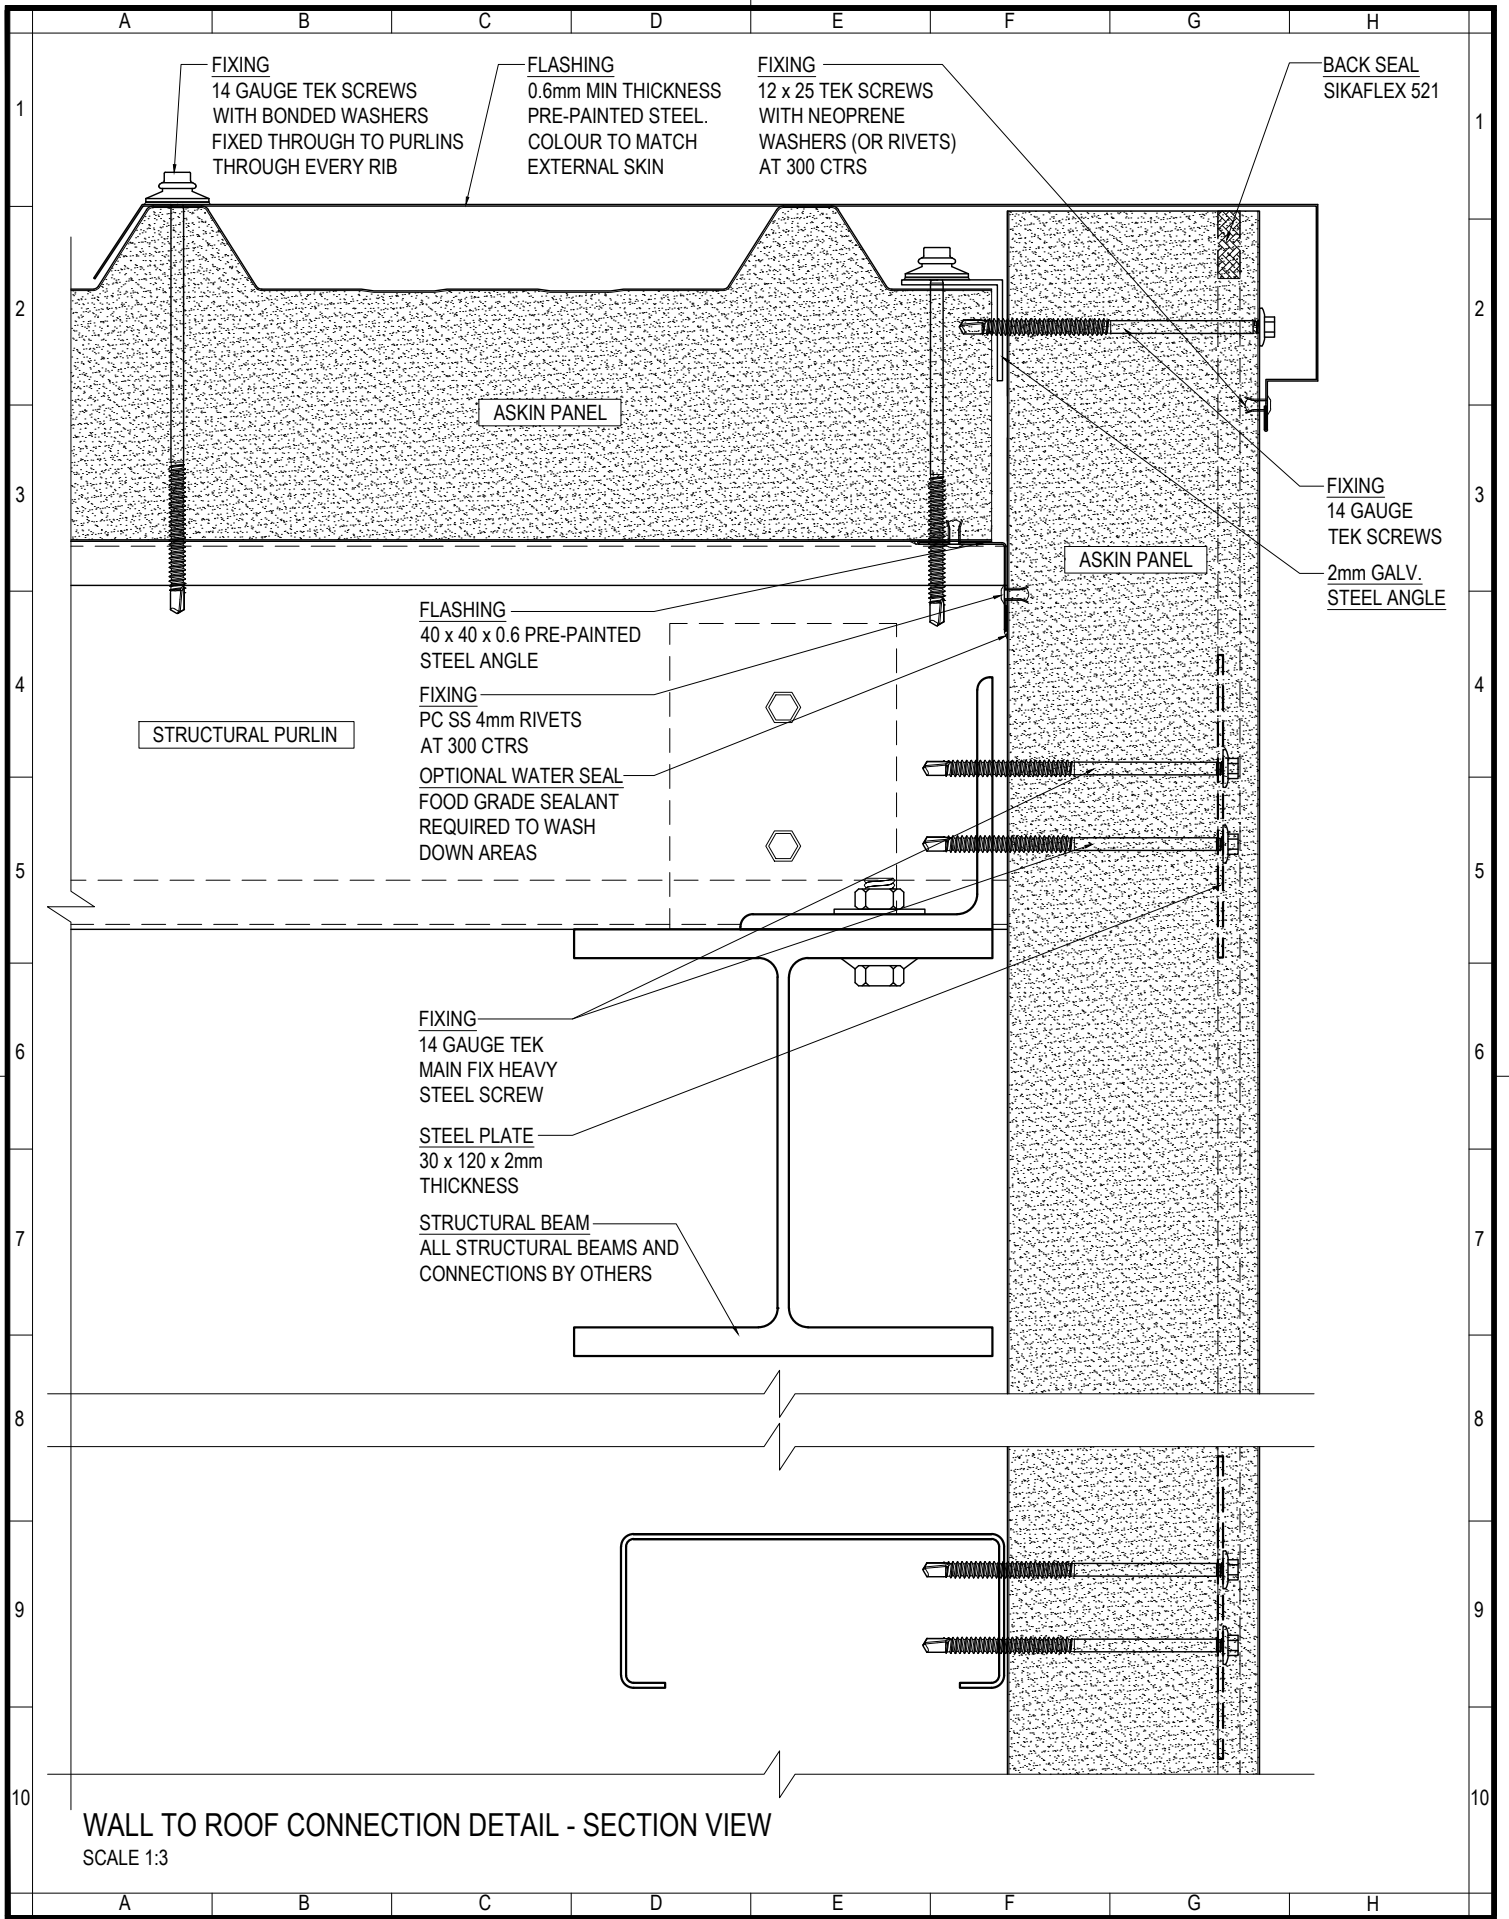 A B C D E F G H
FIXING
14 GAUGE TEK SCREWS
WITH BONDED WASHERS
FIXED THROUGH TO PURLINS
THROUGH EVERY RIB
FLASHING
0.6mm MIN THICKNESS
PRE-PAINTED STEEL.
COLOUR TO MATCH
EXTERNAL SKIN
FIXING
12 x 25 TEK SCREWS
WITH NEOPRENE
WASHERS (OR RIVETS)
AT 300 CTRS
BACK SEAL
SIKAFLEX 521
1
1
2
2
ASKIN PANEL
3
3
FIXING
14 GAUGE
TEK SCREWS
ASKIN PANEL
2mm GALV.
STEEL ANGLE
FLASHING
40 x 40 x 0.6 PRE-PAINTED
STEEL ANGLE
4
4
FIXING
PC SS 4mm RIVETS
AT 300 CTRS
STRUCTURAL PURLIN
OPTIONAL WATER SEAL
FOOD GRADE SEALANT
REQUIRED TO WASH
DOWN AREAS
5
5
FIXING
14 GAUGE TEK
MAIN FIX HEAVY
STEEL SCREW
6
6
STEEL PLATE
30 x 120 x 2mm
THICKNESS
STRUCTURAL BEAM
ALL STRUCTURAL BEAMS AND
CONNECTIONS BY OTHERS
7
7
8
8
9
9
10
10
WALL TO ROOF CONNECTION DETAIL - SECTION VIEW
SCALE 1:3
A B C D E F G H